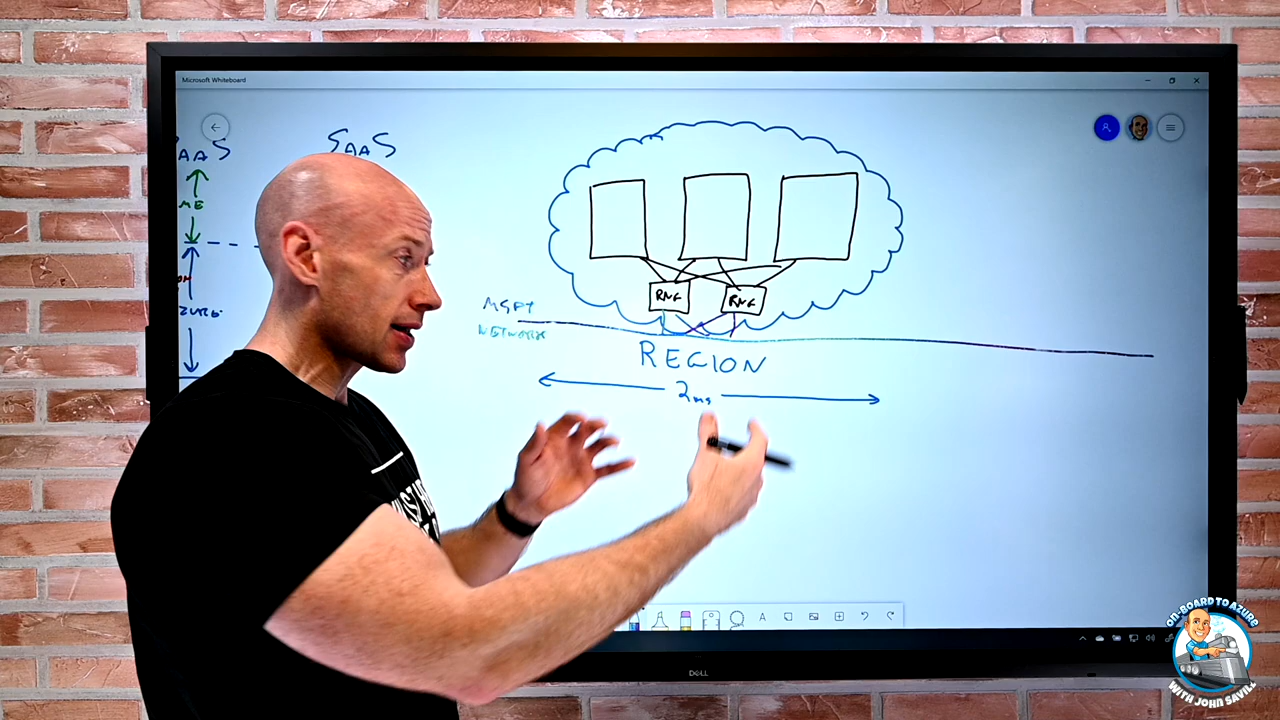 Microsoft Whiteboard
AAS
SAAS
ME
AZURE
MSFT
NETWORK
RNG
RNG
REGION
2ms
DELL
ON-BOARD TO AZURE
WITH JOHN SAVILL